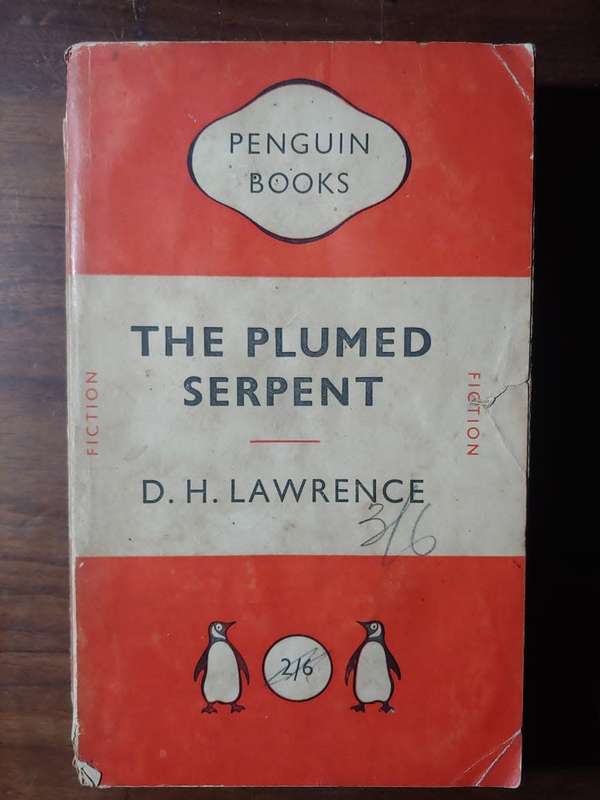 PENGUIN
BOOKS
THE PLUMED
SERPENT
FICTION
FICTION
D. H. LAWRENCE
3/6
2/6